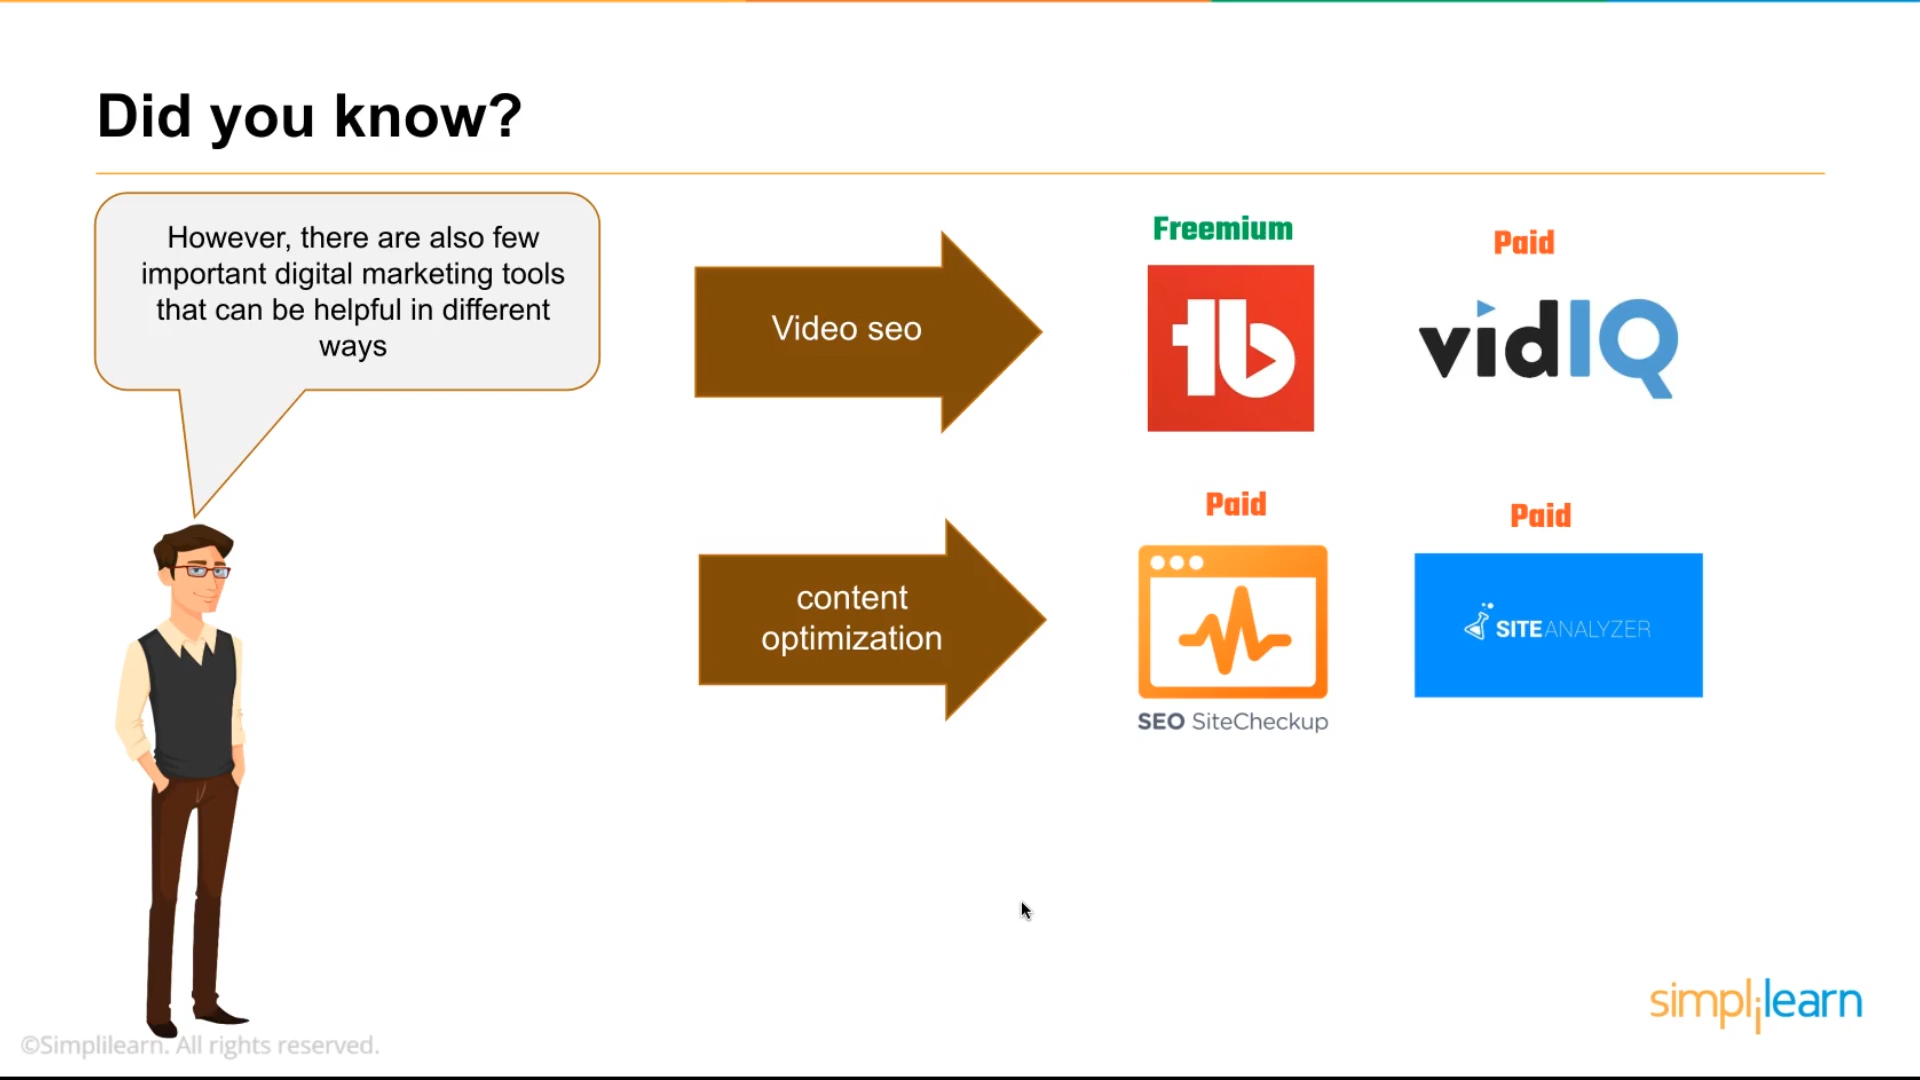 Did you know?
However, there are also few
important digital marketing tools
that can be helpful in different
ways
Video seo
Freemium
Paid
tb
vidIQ
content
optimization
Paid
Paid
SEO SiteCheckup
SITEANALYZER
simplilearn
©Simplilearn. All rights reserved.